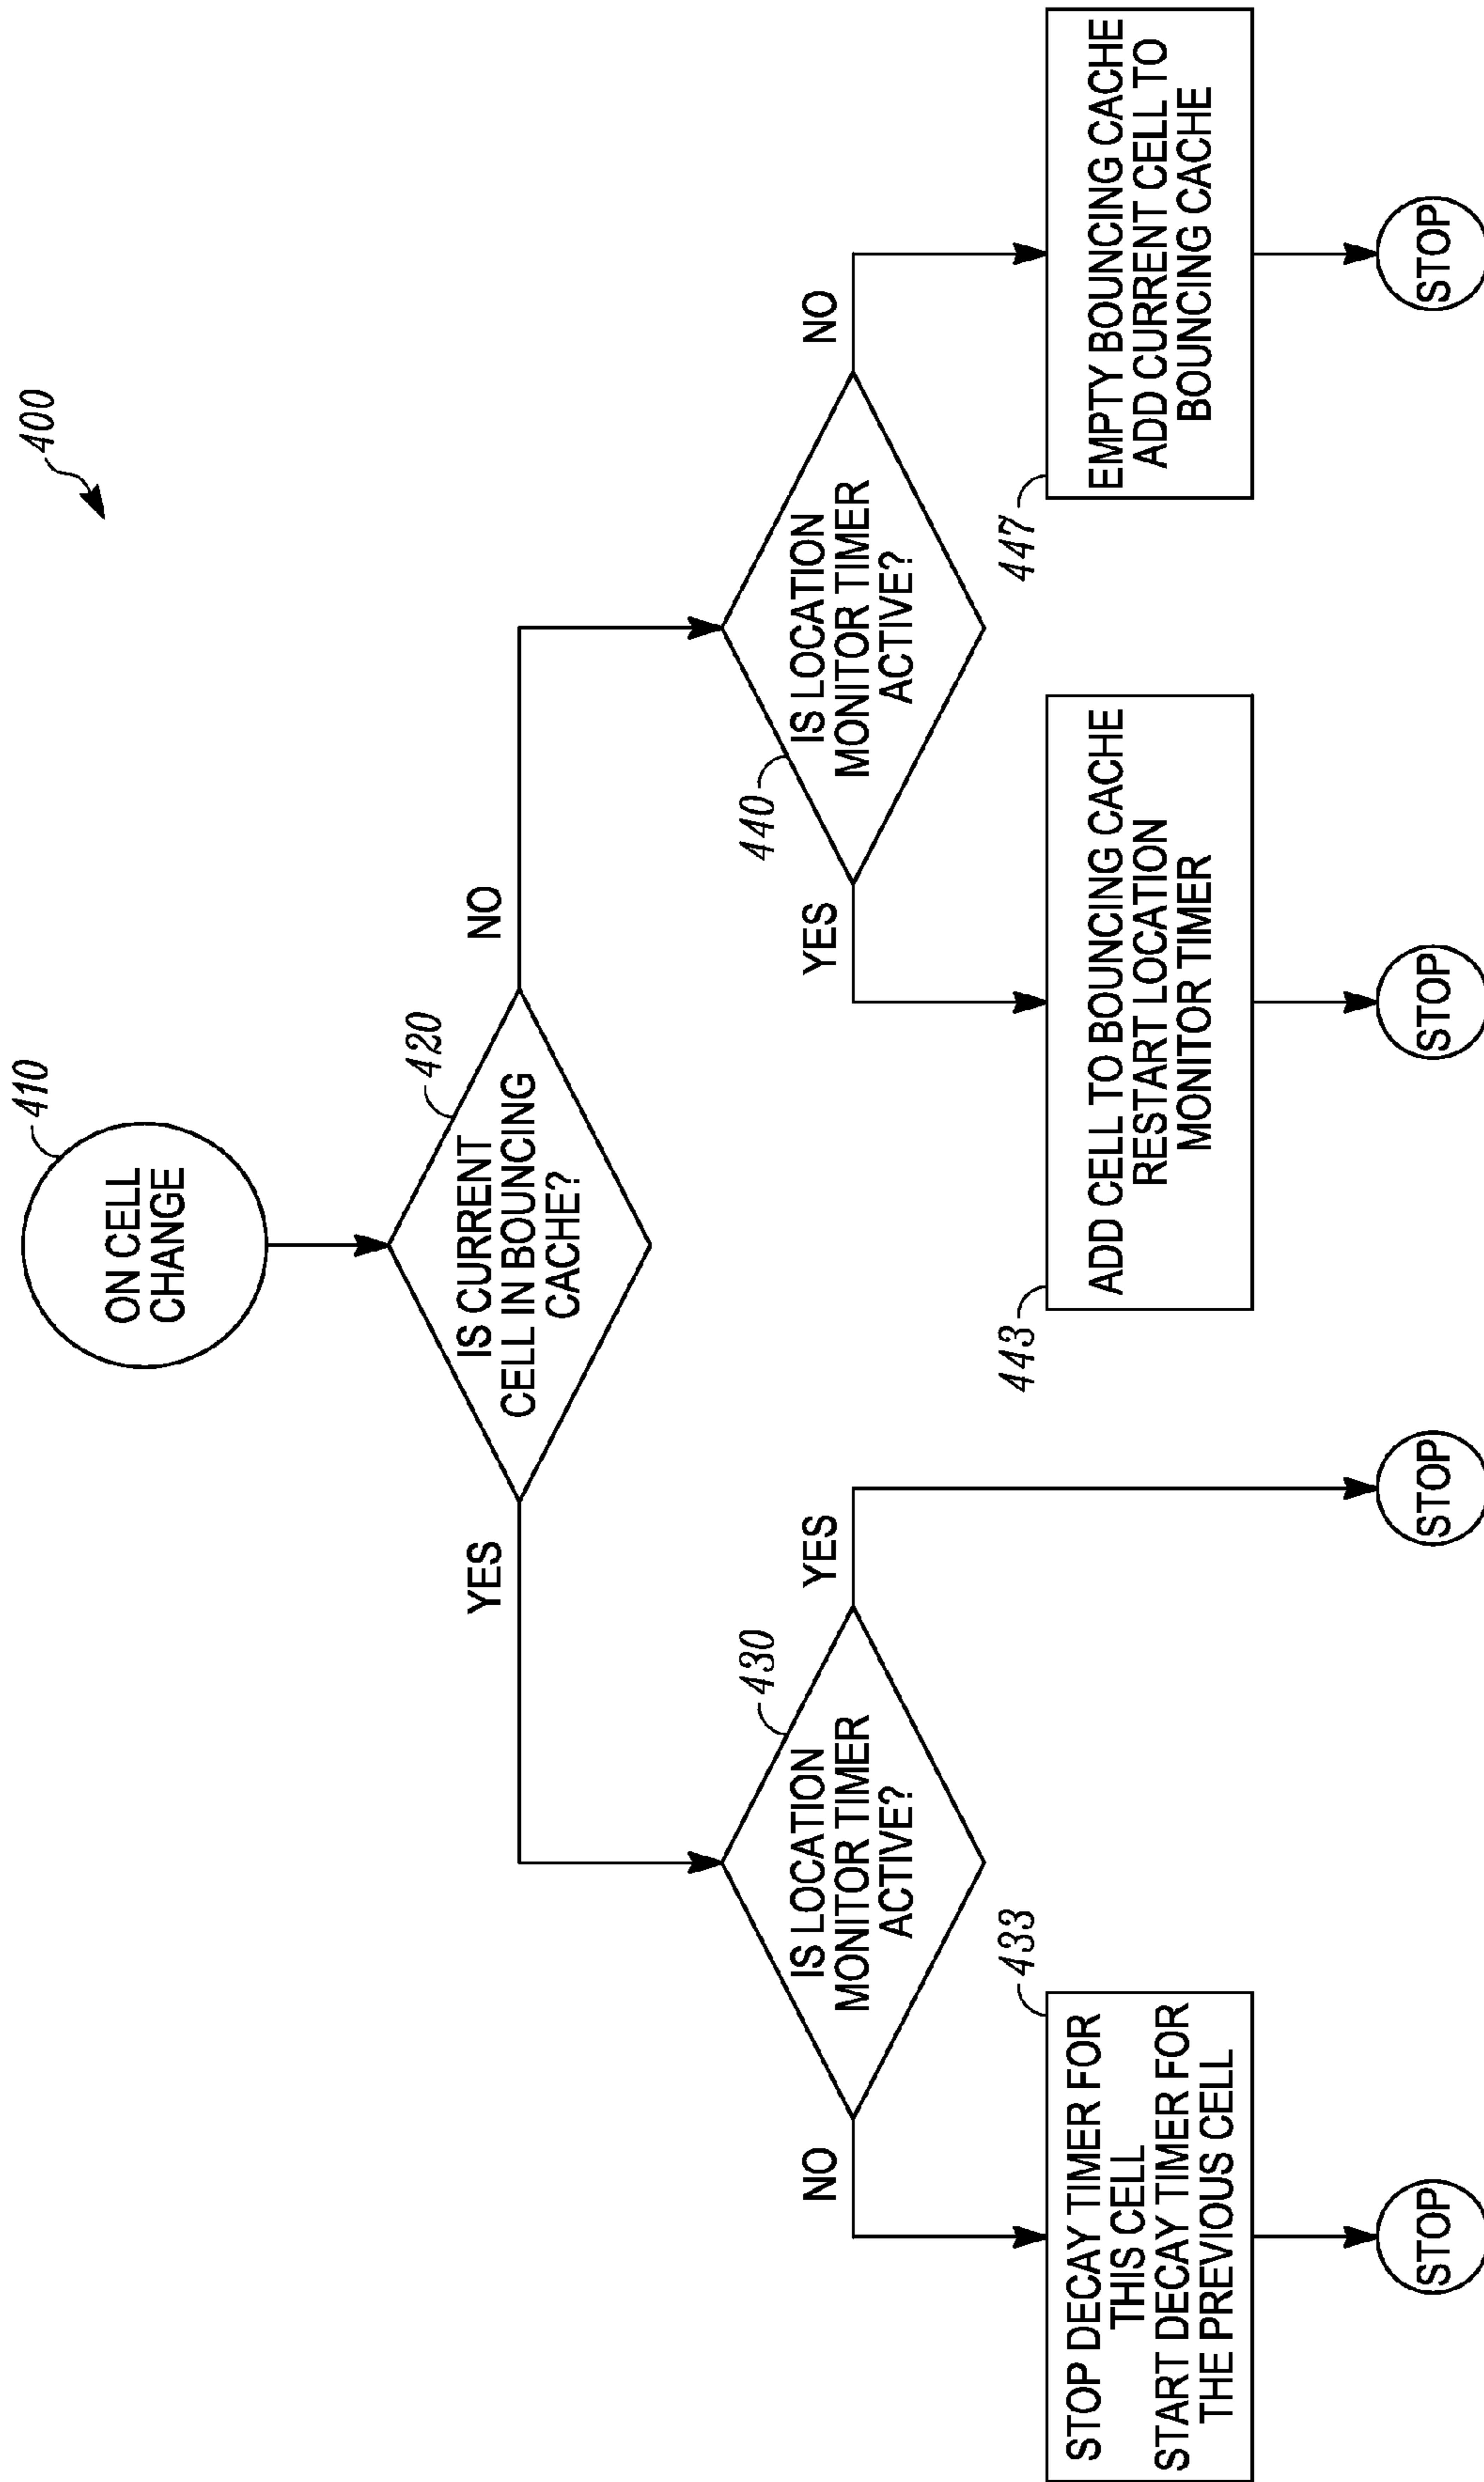 400
410
ON CELL
CHANGE
420
IS CURRENT
CELL IN BOUNCING
CACHE?
YES
NO
430
IS LOCATION
MONITOR TIMER
ACTIVE?
440
IS LOCATION
MONITOR TIMER
ACTIVE?
NO
YES
YES
NO
433
STOP DECAY TIMER FOR
THIS CELL
START DECAY TIMER FOR
THE PREVIOUS CELL
443
ADD CELL TO BOUNCING CACHE
RESTART LOCATION
MONITOR TIMER
447
EMPTY BOUNCING CACHE
ADD CURRENT CELL TO
BOUNCING CACHE
STOP
STOP
STOP
STOP